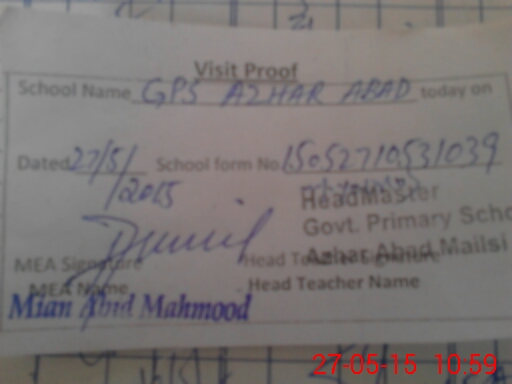 Visit Proof
School Name GPS AZHAR ABAD today on
Dated 27/5/ School form No 15052710531039
/2015
HeadMaster
Govt. Primary Scho
Azhar Abad Mailsi
MEA Signature Head Teacher Signature
MEA Name Head Teacher Name
Mian Abid Mahmood
27-05-15 10:59